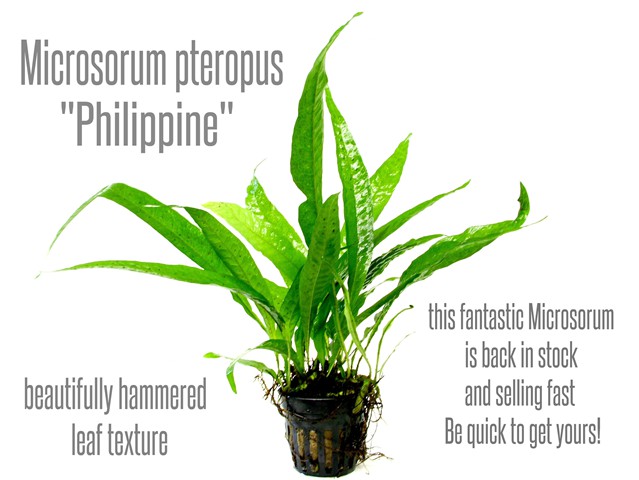 Microsorum pteropus
"Philippine"
beautifully hammered
leaf texture
this fantastic Microsorum
is back in stock
and selling fast
Be quick to get yours!